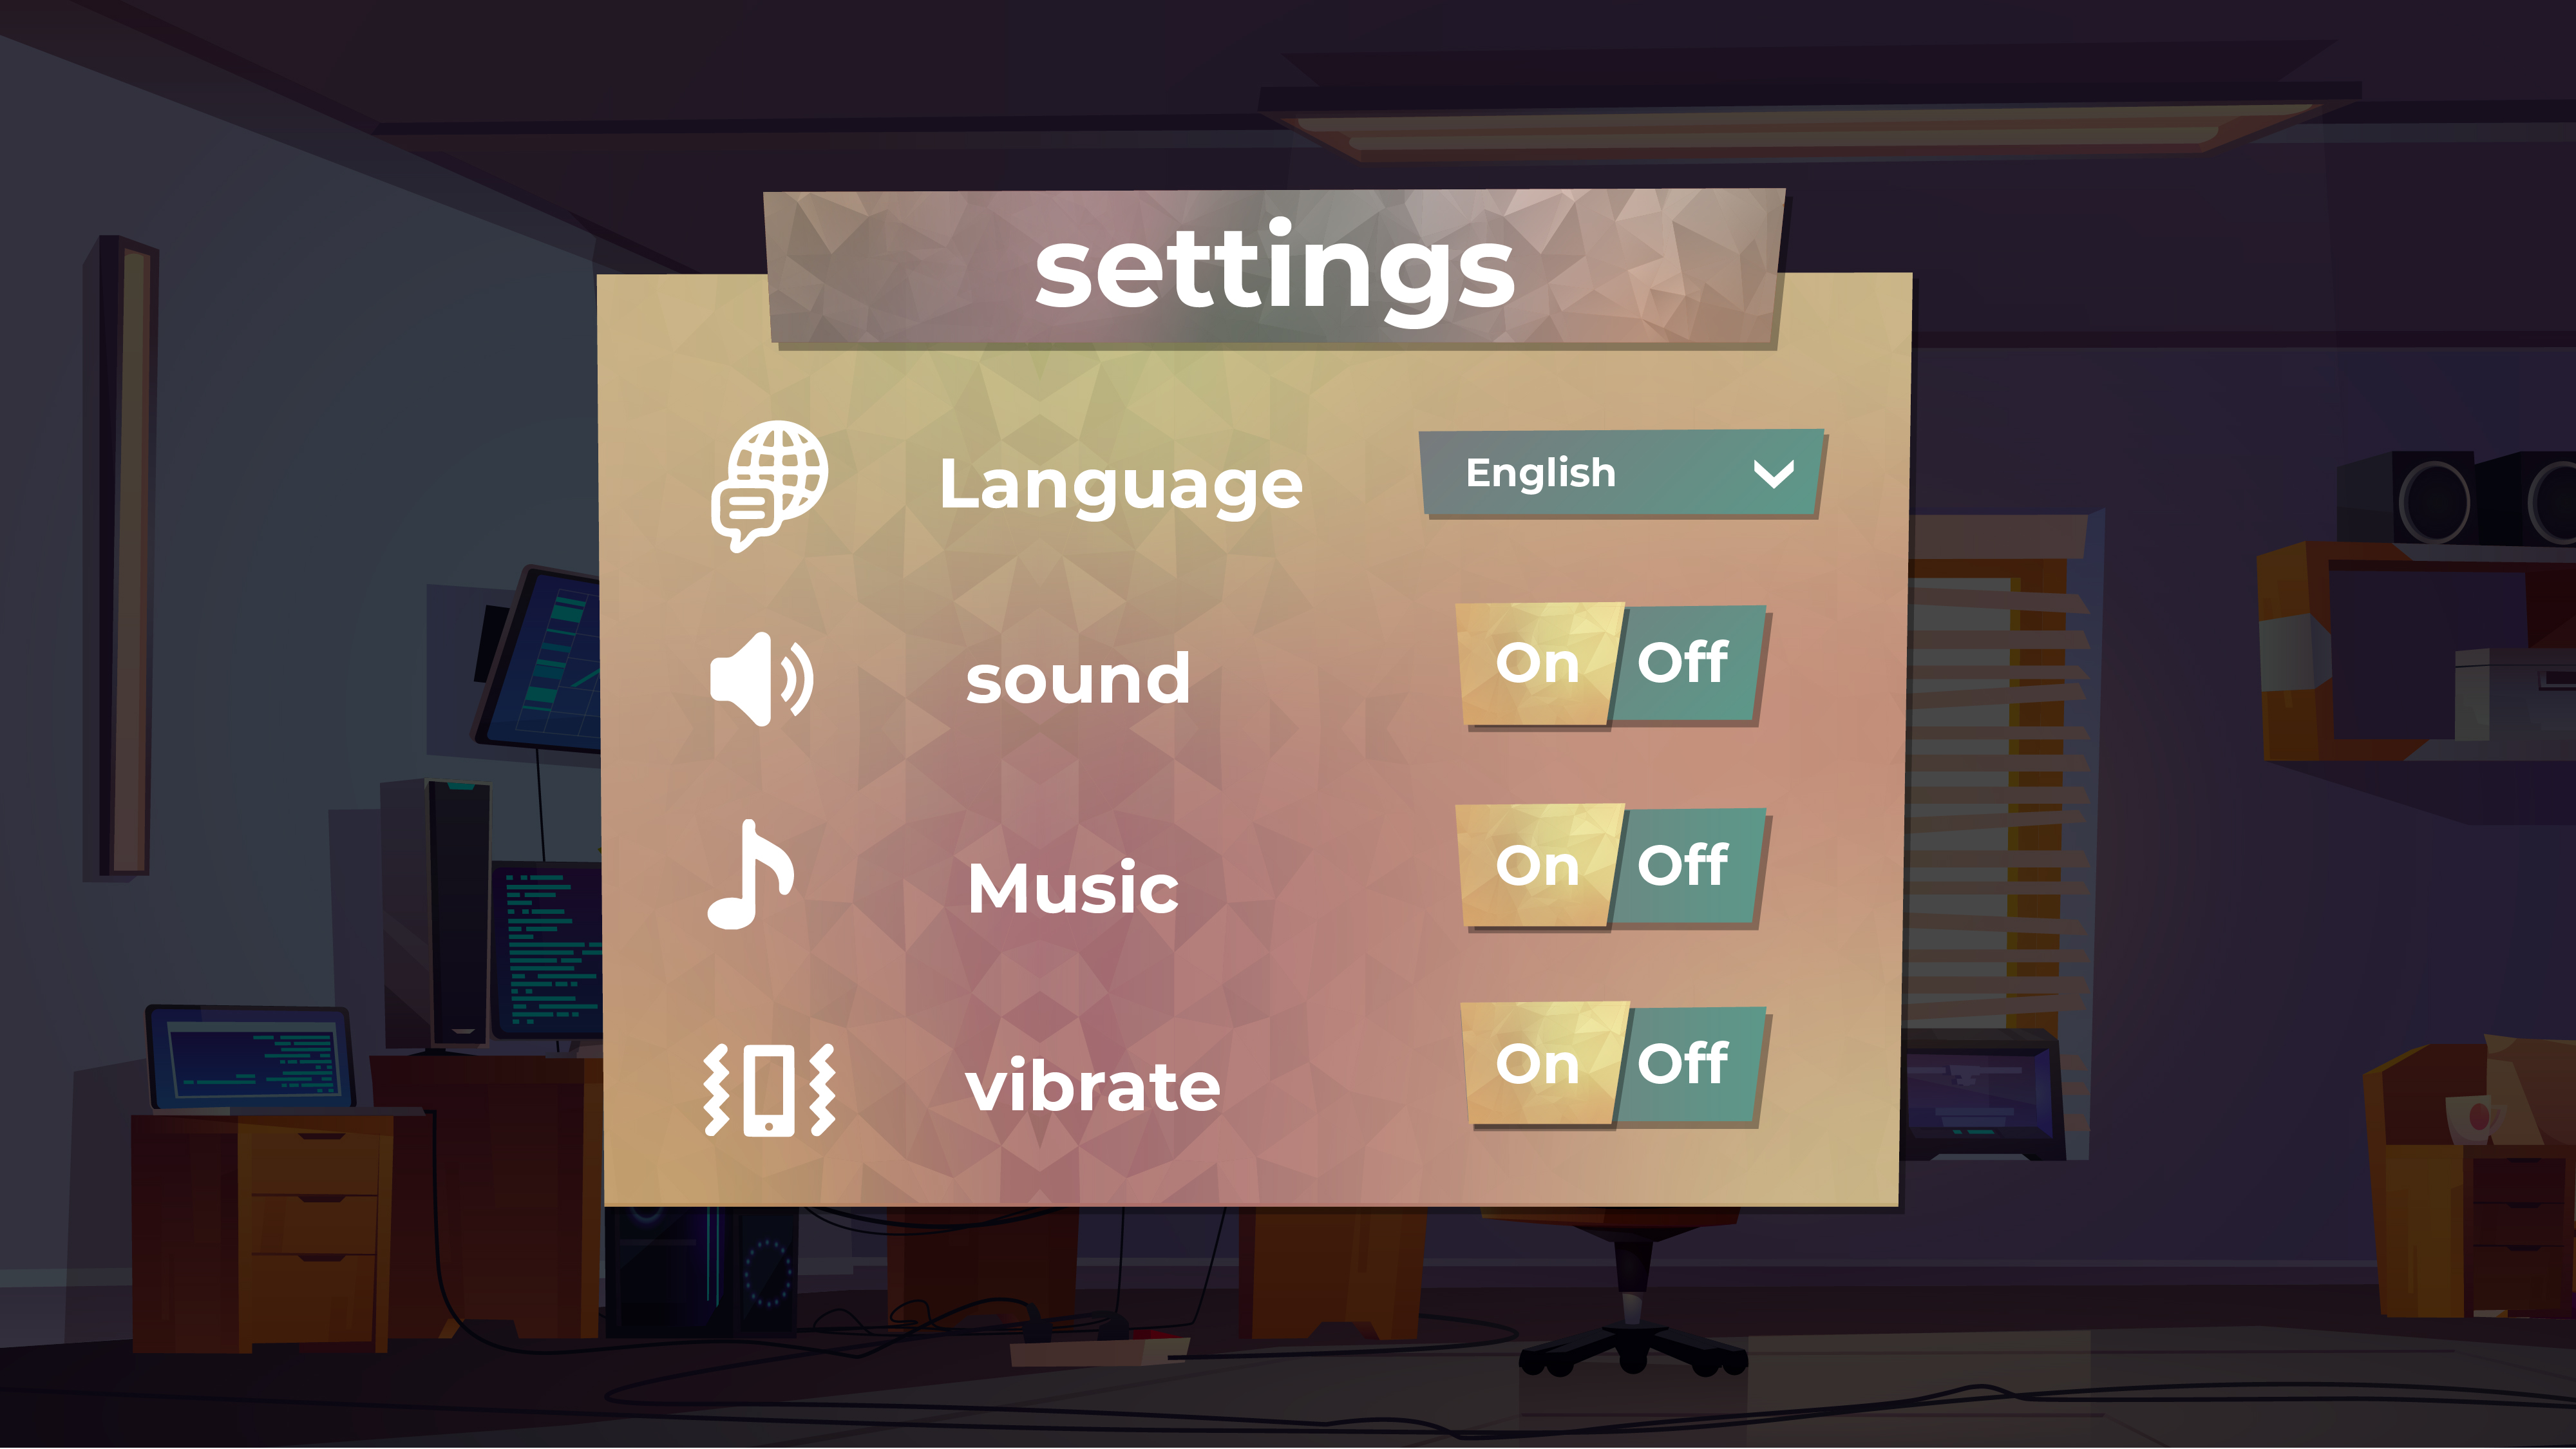 settings
Language English
sound On Off
Music On Off
vibrate On Off